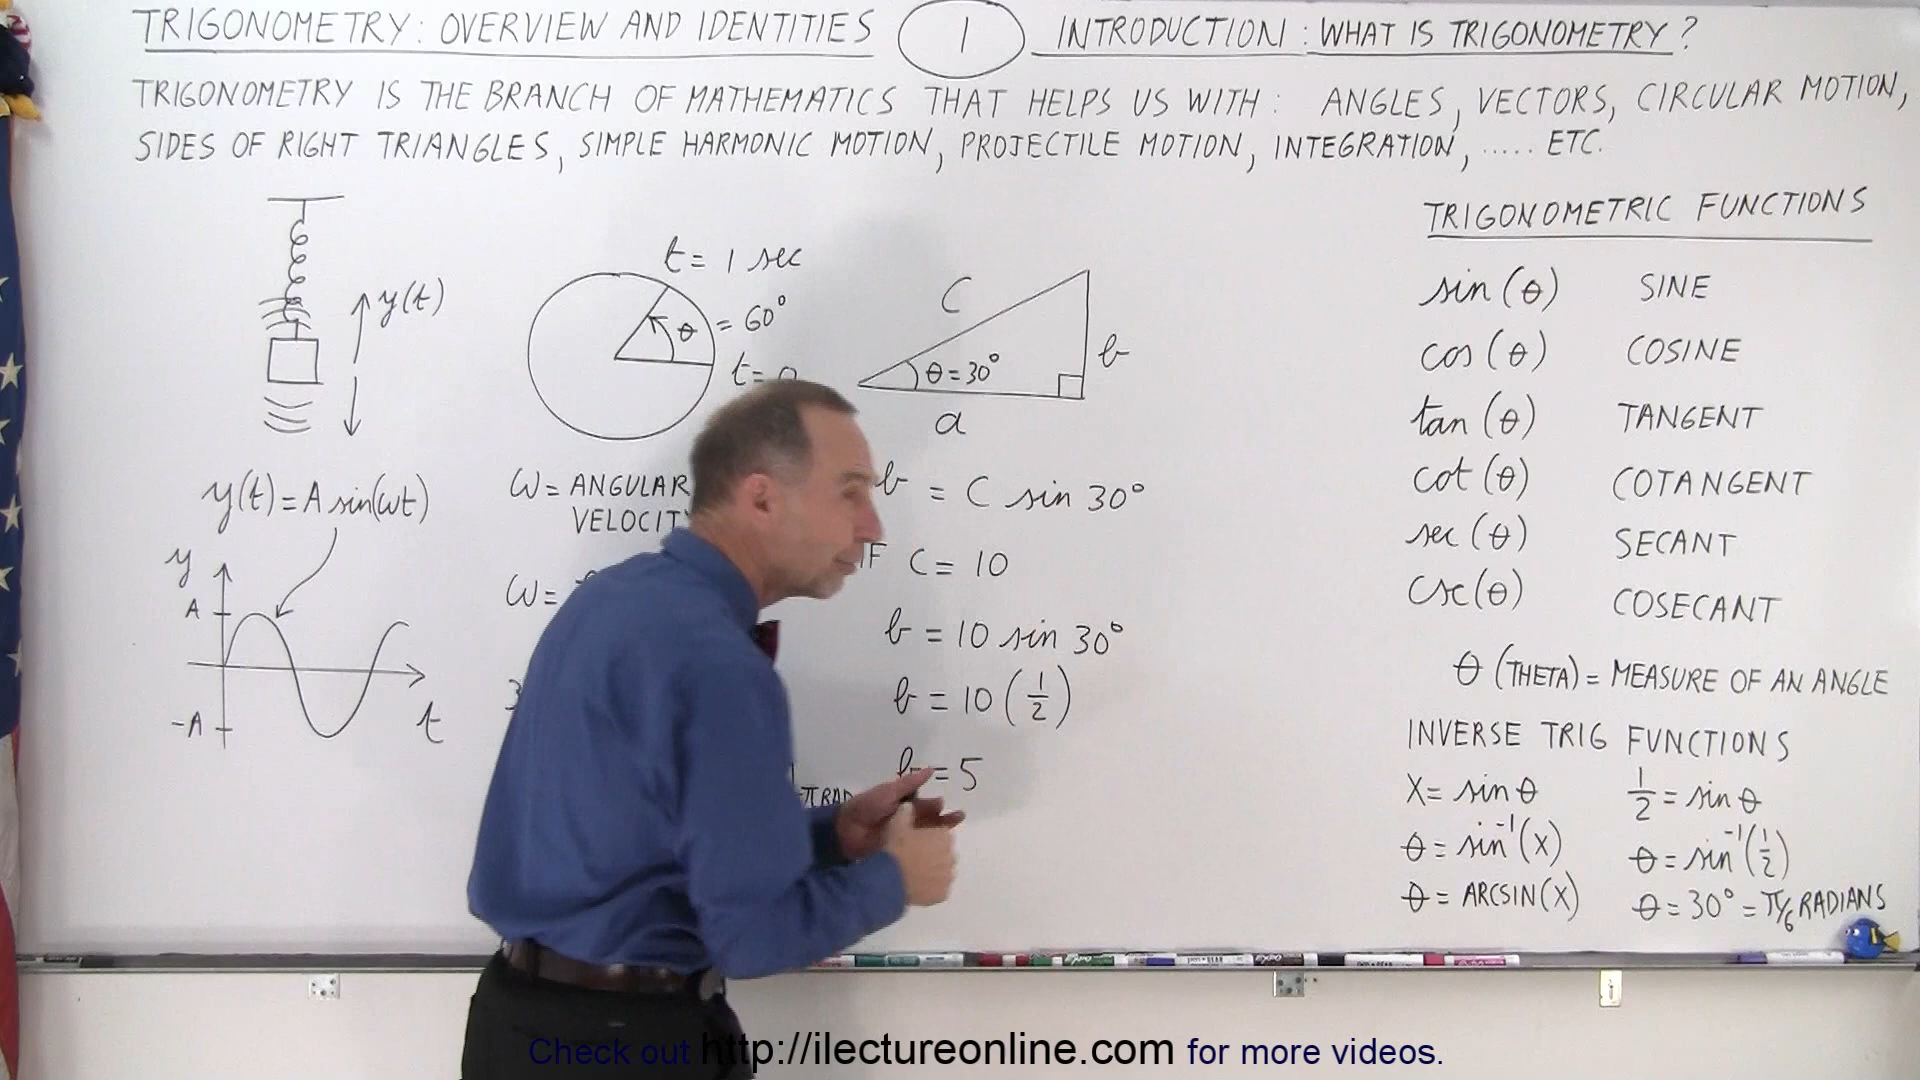 TRIGONOMETRY: OVERVIEW AND IDENTITIES 1 INTRODUCTION: WHAT IS TRIGONOMETRY?
TRIGONOMETRY IS THE BRANCH OF MATHEMATICS THAT HELPS US WITH: ANGLES, VECTORS, CIRCULAR MOTION,
SIDES OF RIGHT TRIANGLES, SIMPLE HARMONIC MOTION, PROJECTILE MOTION, INTEGRATION, ..... ETC.
y(t)
y(t) = A sin(ωt)
y
A
-A
t
t = 1 sec
θ = 60°
t = 0
ω = ANGULAR
VELOCITY
ω =
3
π RAD
C
θ = 30°
b
a
b = C sin 30°
IF C = 10
b = 10 sin 30°
b = 10 (1/2)
b = 5
TRIGONOMETRIC FUNCTIONS
sin(θ) SINE
cos(θ) COSINE
tan(θ) TANGENT
cot(θ) COTANGENT
sec(θ) SECANT
csc(θ) COSECANT
θ (THETA) = MEASURE OF AN ANGLE
INVERSE TRIG FUNCTIONS
X = sin θ 1/2 = sin θ
θ = sin⁻¹(X) θ = sin⁻¹(1/2)
θ = ARCSIN(X) θ = 30° = π/6 RADIANS
Check out http://ilectureonline.com for more videos.